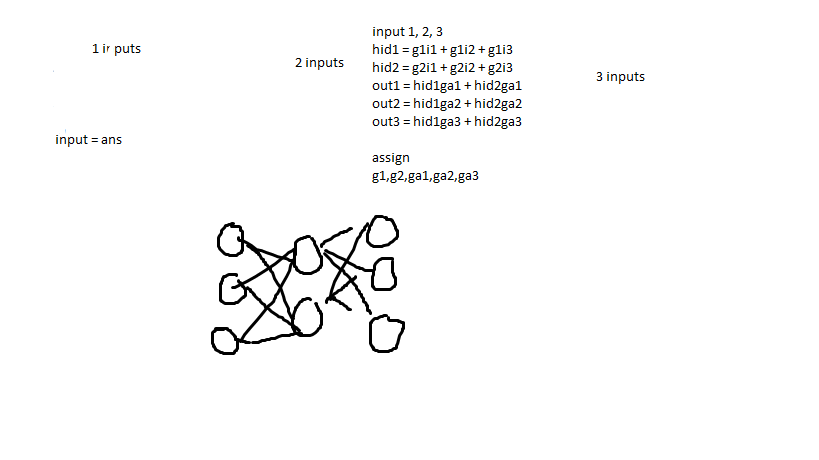 1 ir puts
2 inputs
input 1, 2, 3
hid1 = g1i1 + g1i2 + g1i3
hid2 = g2i1 + g2i2 + g2i3
out1 = hid1ga1 + hid2ga1
out2 = hid1ga2 + hid2ga2
out3 = hid1ga3 + hid2ga3
assign
g1,g2,ga1,ga2,ga3
3 inputs
input = ans